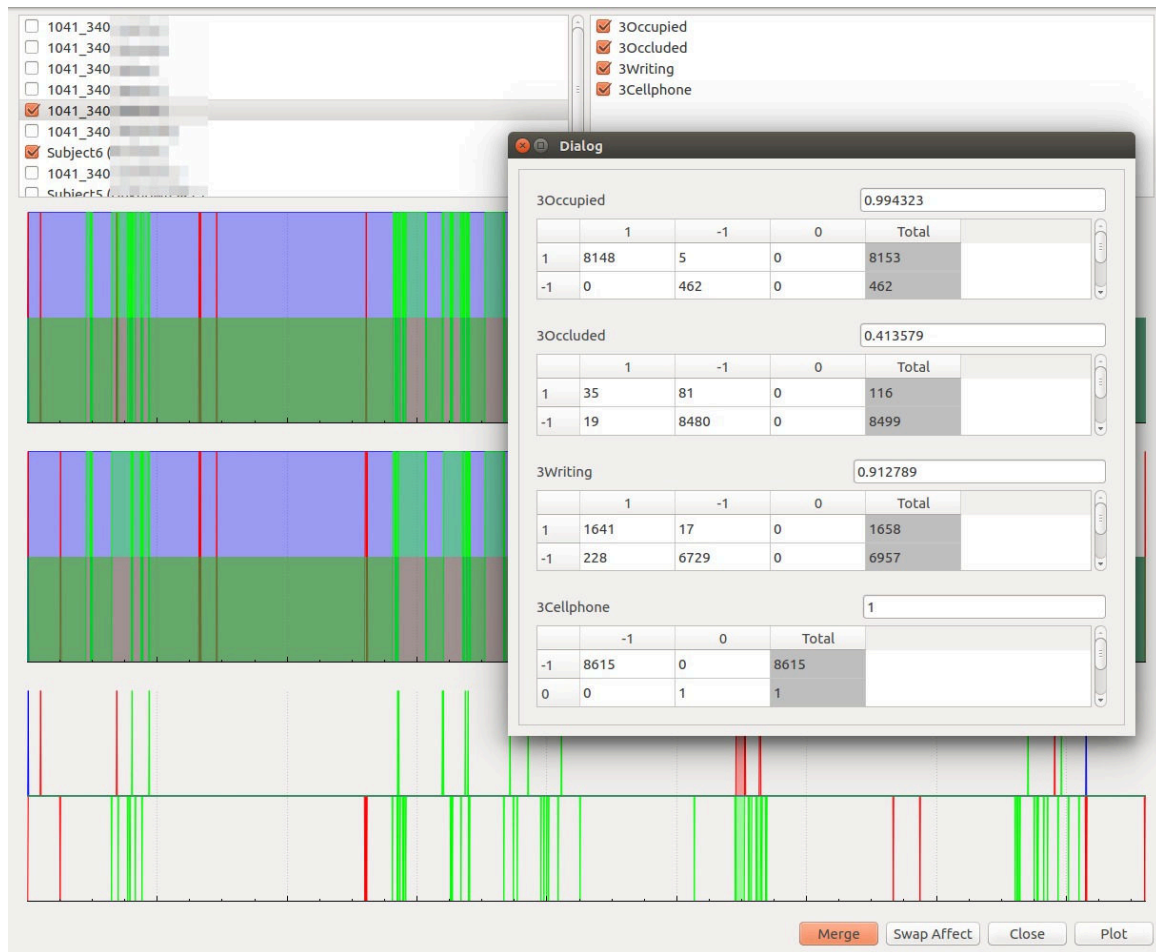 1041_340
1041_340
1041_340
1041_340
1041_340
1041_340
Subject6 (
1041_340
Subject5 (
3Occupied
3Occluded
3Writing
3Cellphone
Dialog
3Occupied 0.994323
1 -1 0 Total
1 8148 5 0 8153
-1 0 462 0 462
3Occluded 0.413579
1 -1 0 Total
1 35 81 0 116
-1 19 8480 0 8499
3Writing 0.912789
1 -1 0 Total
1 1641 17 0 1658
-1 228 6729 0 6957
3Cellphone 1
-1 0 Total
-1 8615 0 8615
0 0 1 1
Merge Swap Affect Close Plot